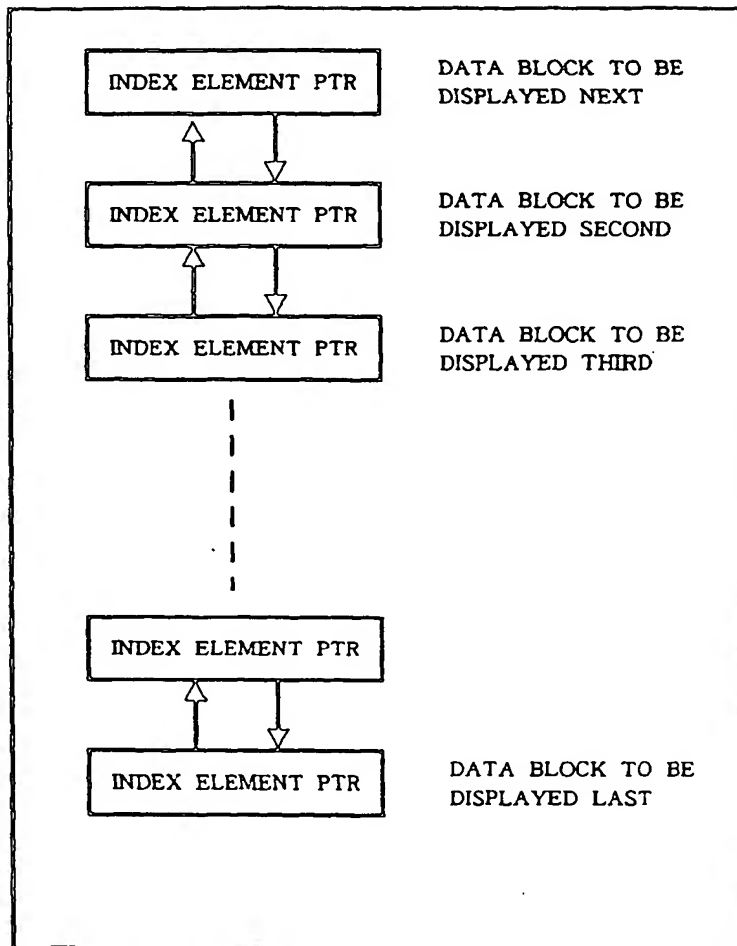 INDEX ELEMENT PTR
DATA BLOCK TO BE
DISPLAYED NEXT
INDEX ELEMENT PTR
DATA BLOCK TO BE
DISPLAYED SECOND
INDEX ELEMENT PTR
DATA BLOCK TO BE
DISPLAYED THIRD
INDEX ELEMENT PTR
INDEX ELEMENT PTR
DATA BLOCK TO BE
DISPLAYED LAST